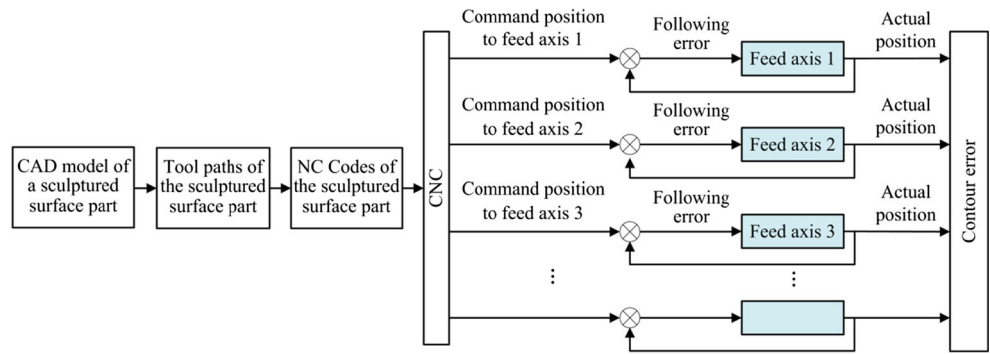 CAD model of
a sculptured
surface part
Tool paths of
the sculptured
surface part
NC Codes of
the sculptured
surface part
CNC
Command position
to feed axis 1
Following
error
Feed axis 1
Actual
position
Command position
to feed axis 2
Following
error
Feed axis 2
Actual
position
Command position
to feed axis 3
Following
error
Feed axis 3
Actual
position
Contour error